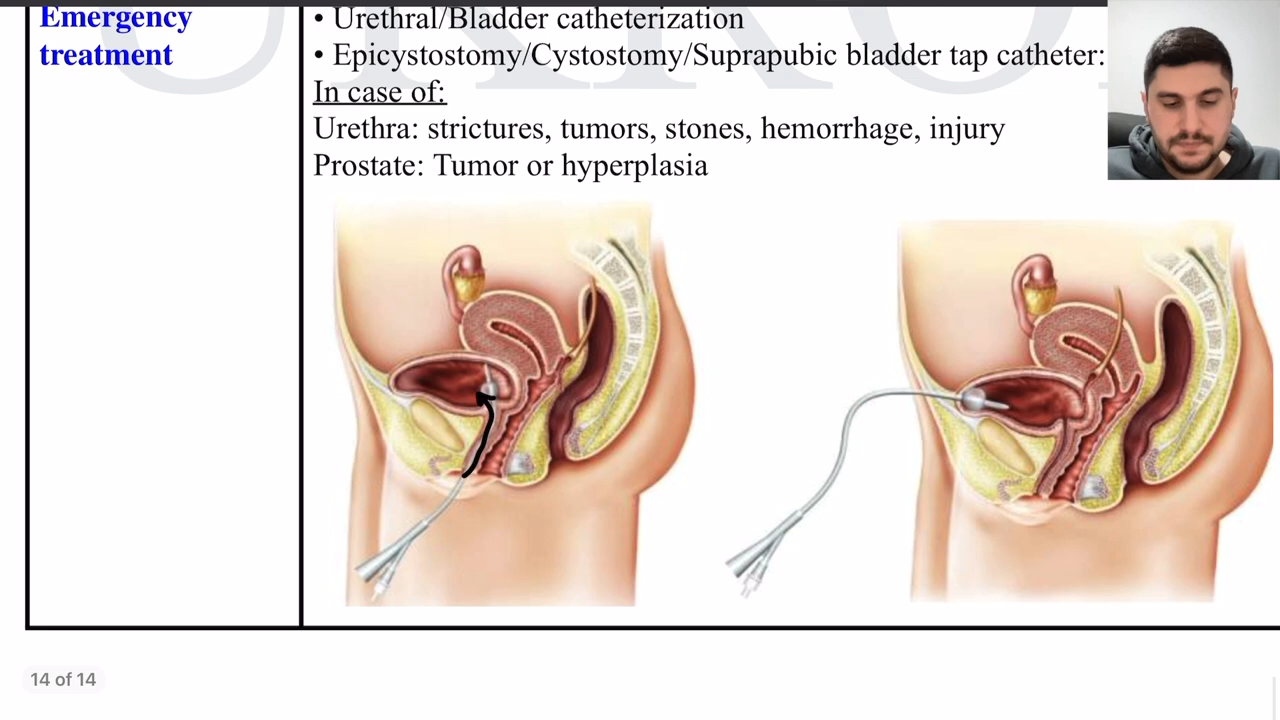 Emergency
treatment
• Urethral/Bladder catheterization
• Epicystostomy/Cystostomy/Suprapubic bladder tap catheter:
In case of:
Urethra: strictures, tumors, stones, hemorrhage, injury
Prostate: Tumor or hyperplasia
14 of 14